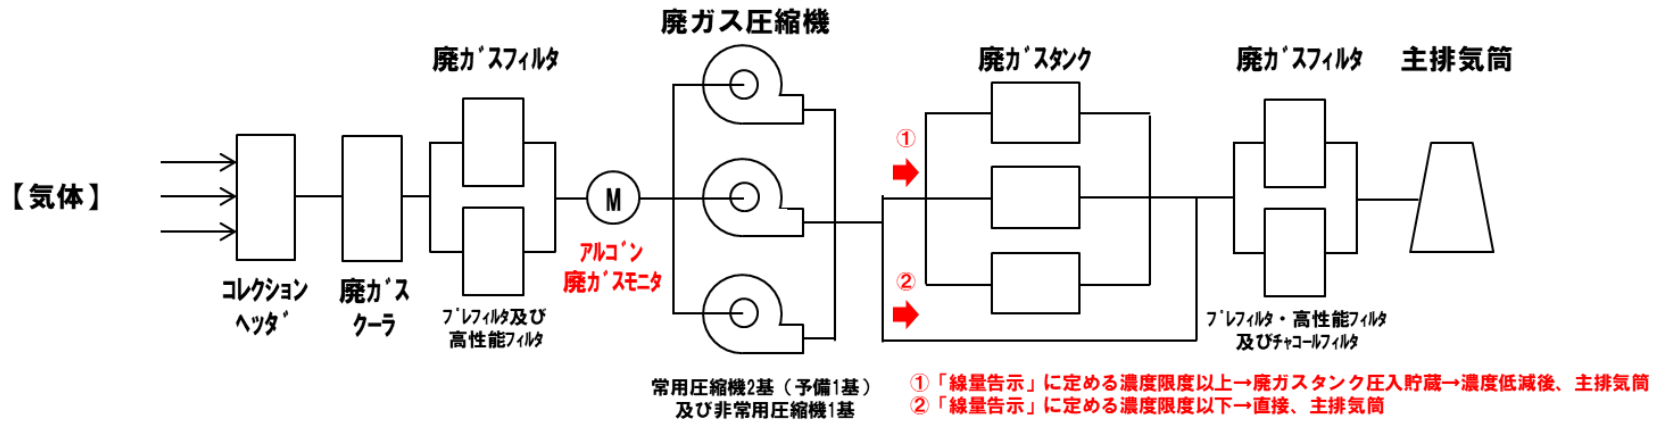 廃ガス圧縮機
廃ガスフィルタ
廃ガスタンク
廃ガスフィルタ
主排気筒
①
【気体】
M
アルゴン
廃ガスモニタ
②
コレクション
ヘッダ
廃ガス
クーラ
プレフィルタ及び
高性能フィルタ
プレフィルタ・高性能フィルタ
及びチャコールフィルタ
常用圧縮機2基（予備1基）
及び非常用圧縮機1基
①「線量告示」に定める濃度限度以上→廃ガスタンク圧入貯蔵→濃度低減後、主排気筒
②「線量告示」に定める濃度限度以下→直接、主排気筒